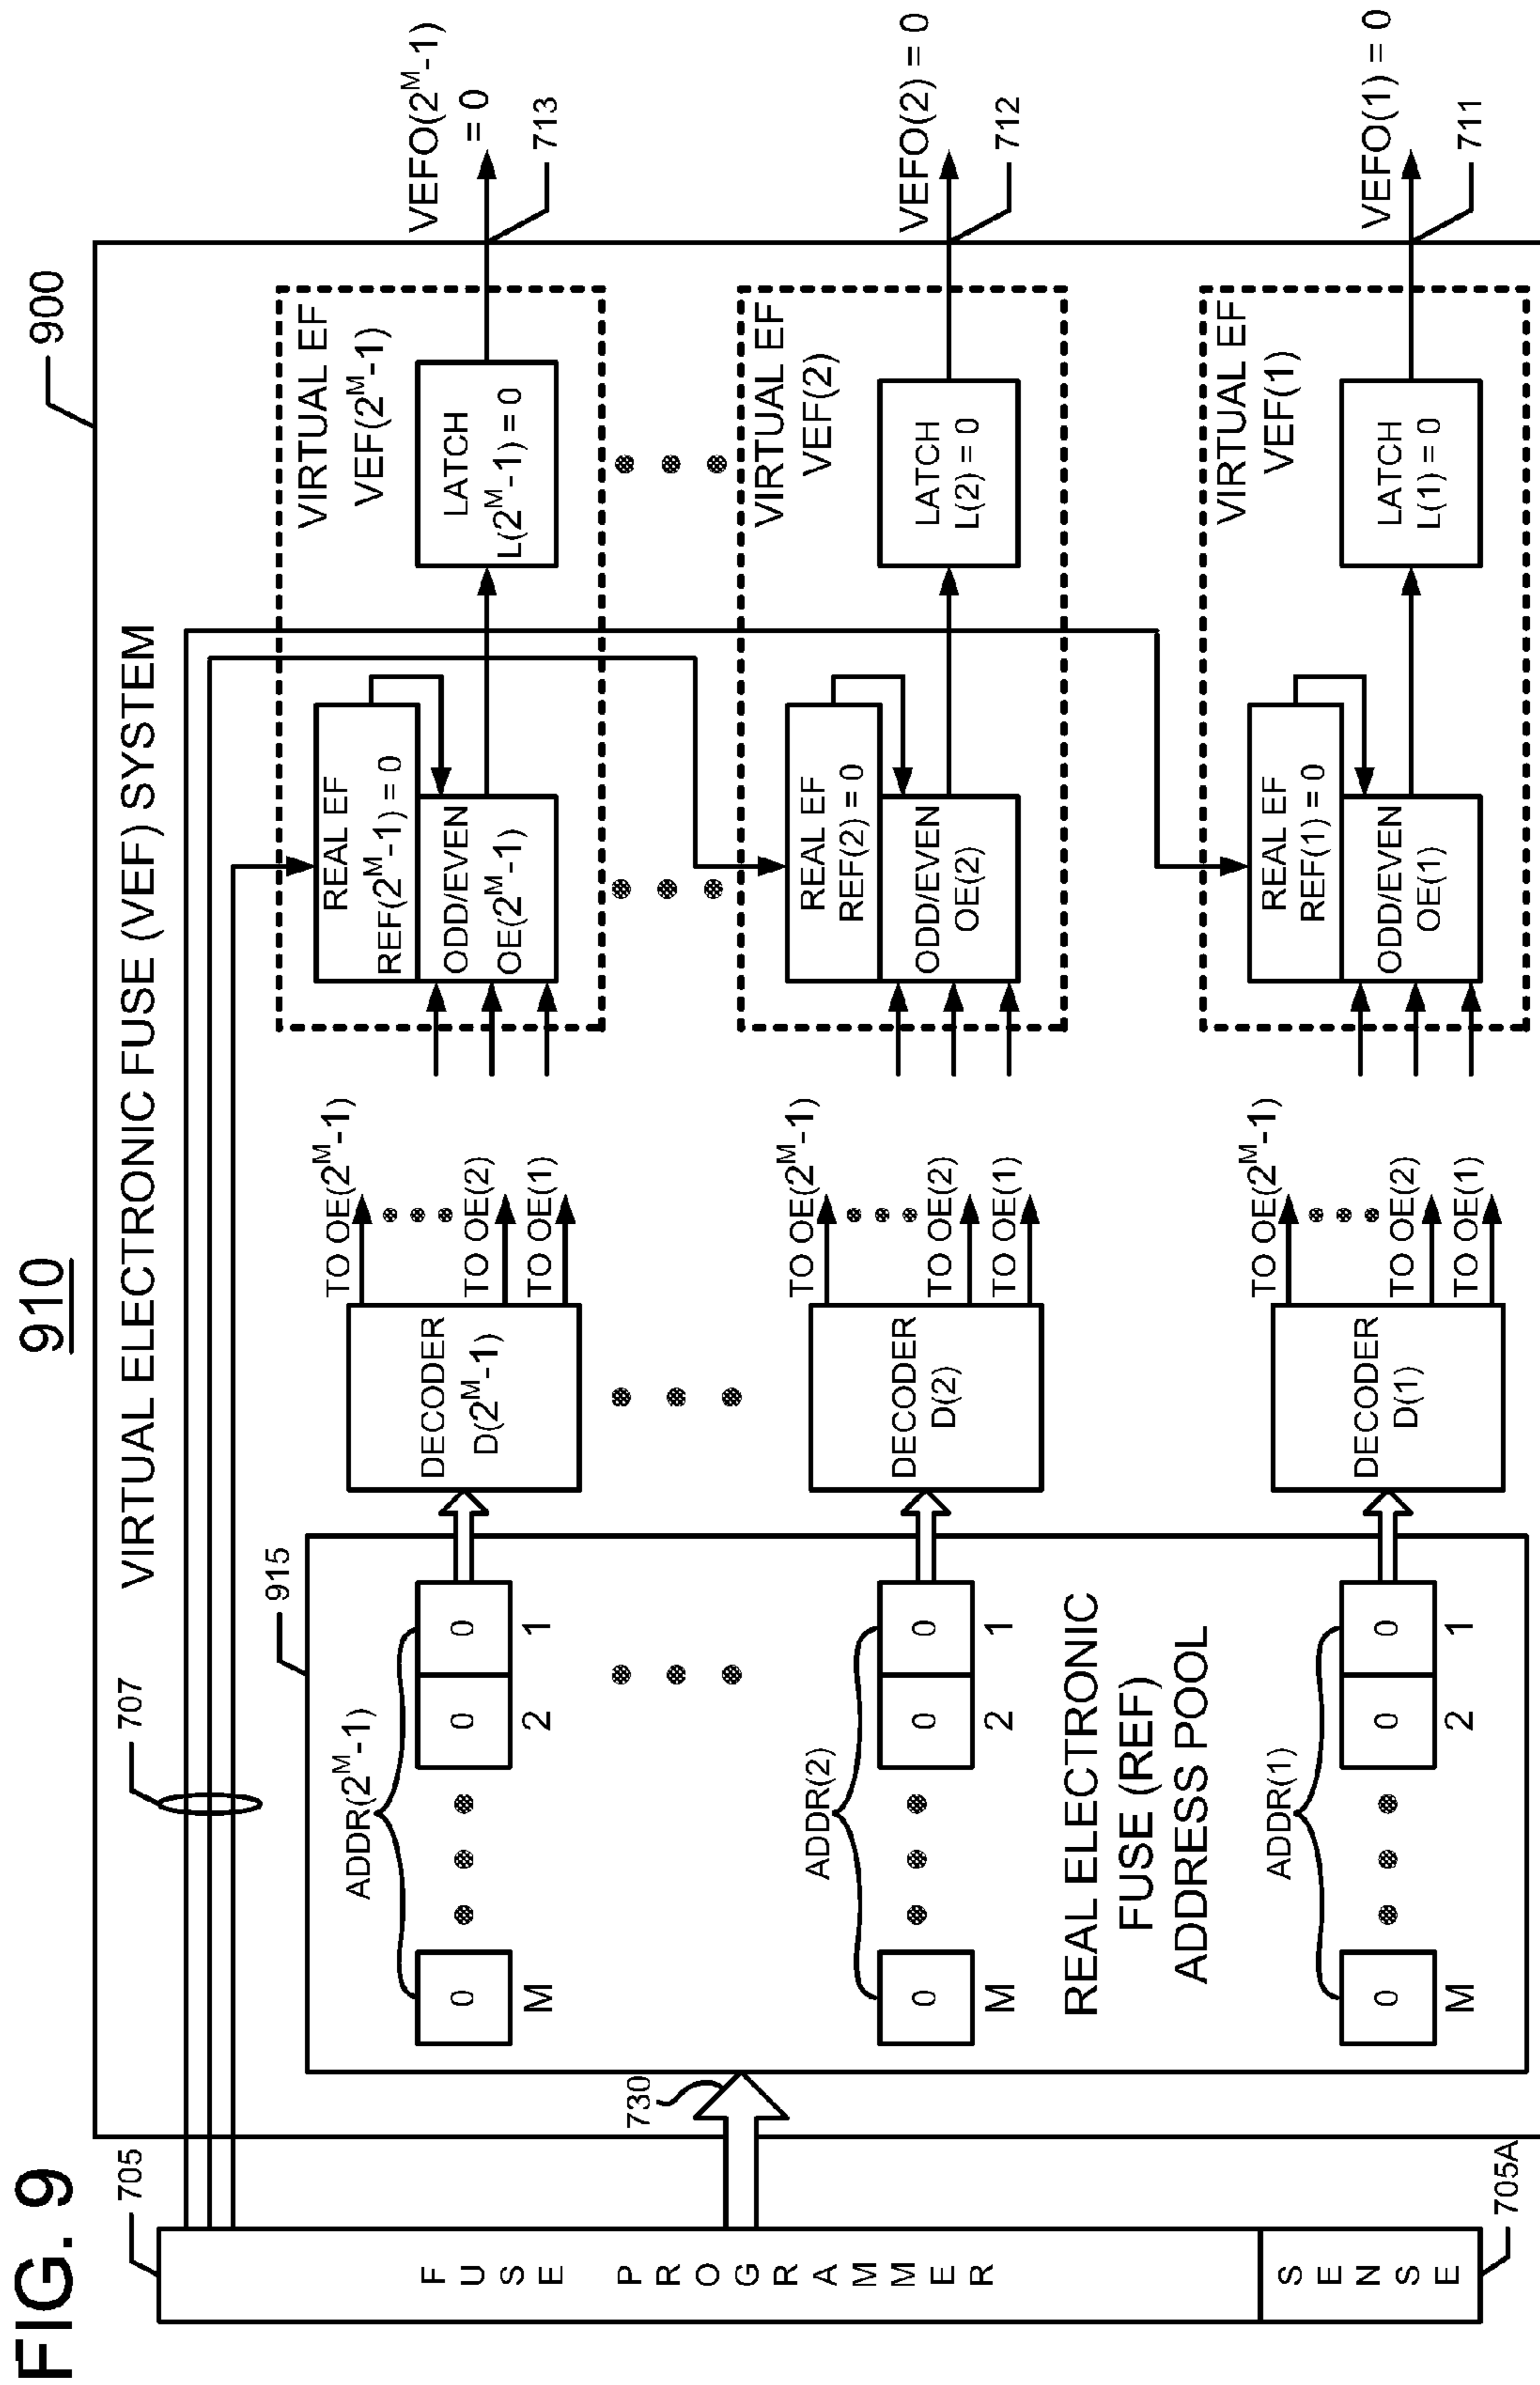 FIG. 9
910
900
VIRTUAL ELECTRONIC FUSE (VEF) SYSTEM
705
FUSE PROGRAMMER
SENSE
705A
707
730
915
ADDR(2^M-1)
0
0
0
M
2
1
ADDR(2)
0
0
0
M
2
1
REAL ELECTRONIC
FUSE (REF)
ADDRESS POOL
ADDR(1)
0
0
0
M
2
1
DECODER
D(2^M-1)
TO OE(2^M-1)
TO OE(2)
TO OE(1)
DECODER
D(2)
TO OE(2^M-1)
TO OE(2)
TO OE(1)
DECODER
D(1)
TO OE(2^M-1)
TO OE(2)
TO OE(1)
VIRTUAL EF
VEF(2^M-1)
REAL EF
REF(2^M-1) = 0
ODD/EVEN
OE(2^M-1)
LATCH
L(2^M-1) = 0
VEFO(2^M-1)
= 0
713
VIRTUAL EF
VEF(2)
REAL EF
REF(2) = 0
ODD/EVEN
OE(2)
LATCH
L(2) = 0
VEFO(2) = 0
712
VIRTUAL EF
VEF(1)
REAL EF
REF(1) = 0
ODD/EVEN
OE(1)
LATCH
L(1) = 0
VEFO(1) = 0
711